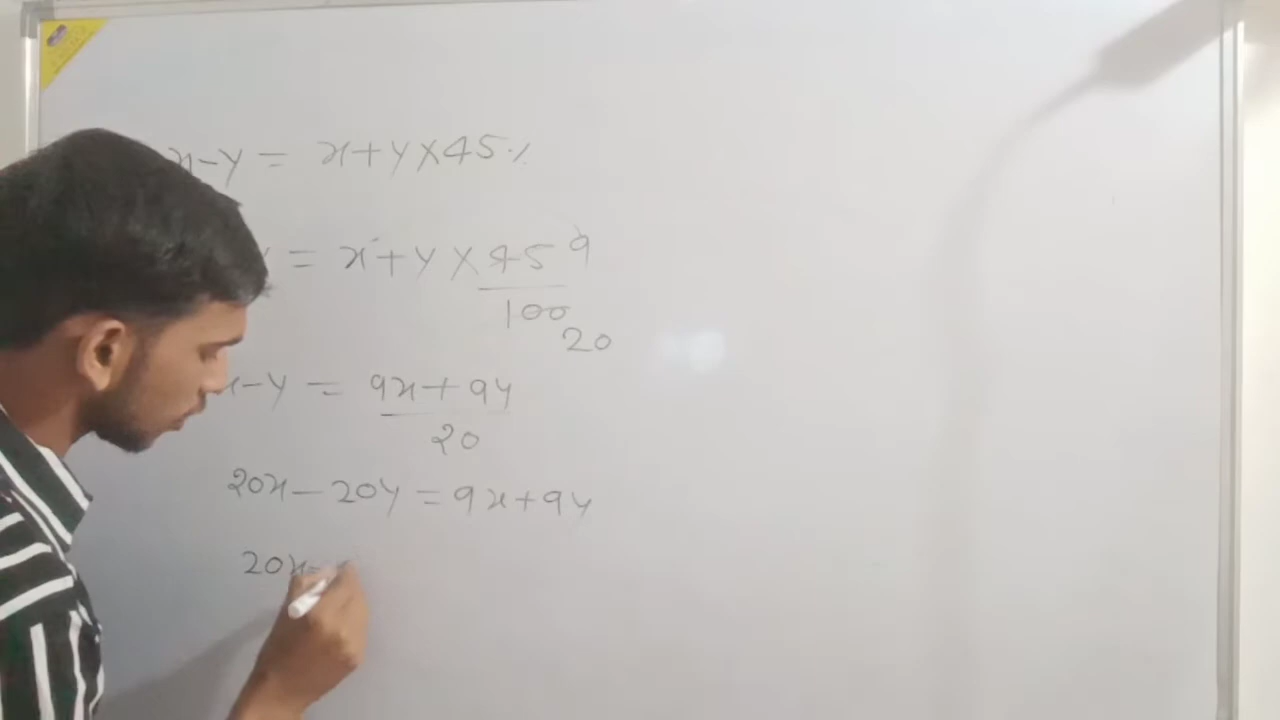 x-y = x+y×45%
= x+y×45 9
100
20
x-y = 9x+9y
20
20x-20y=9x+9y
20x-